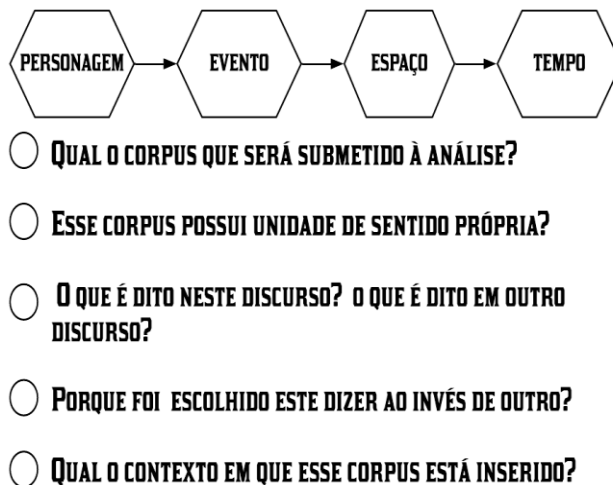 PERSONAGEM EVENTO ESPAÇO TEMPO
QUAL O CORPUS QUE SERÁ SUBMETIDO À ANÁLISE?
ESSE CORPUS POSSUI UNIDADE DE SENTIDO PRÓPRIA?
O QUE É DITO NESTE DISCURSO? O QUE É DITO EM OUTRO
DISCURSO?
PORQUE FOI ESCOLHIDO ESTE DIZER AO INVÉS DE OUTRO?
QUAL O CONTEXTO EM QUE ESSE CORPUS ESTÁ INSERIDO?